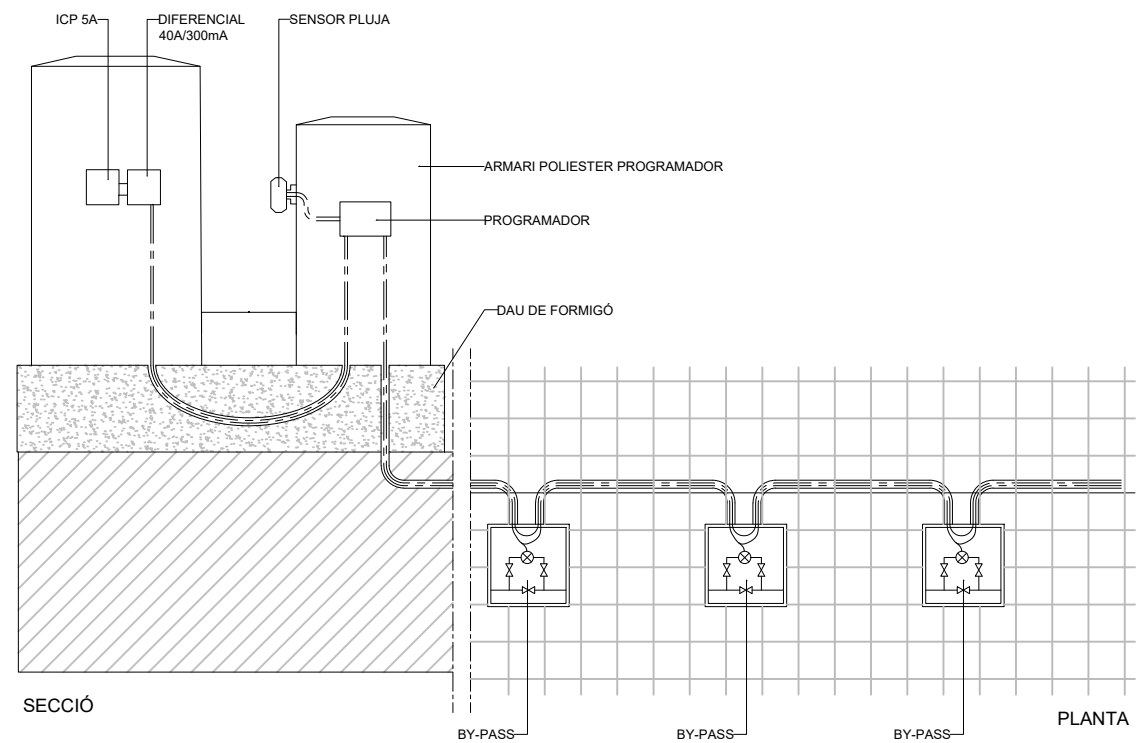 ICP 5A
DIFERENCIAL
40A/300mA
SENSOR PLUJA
ARMARI POLIESTER PROGRAMADOR
PROGRAMADOR
DAU DE FORMIGÓ
SECCIÓ
PLANTA
BY-PASS
BY-PASS
BY-PASS